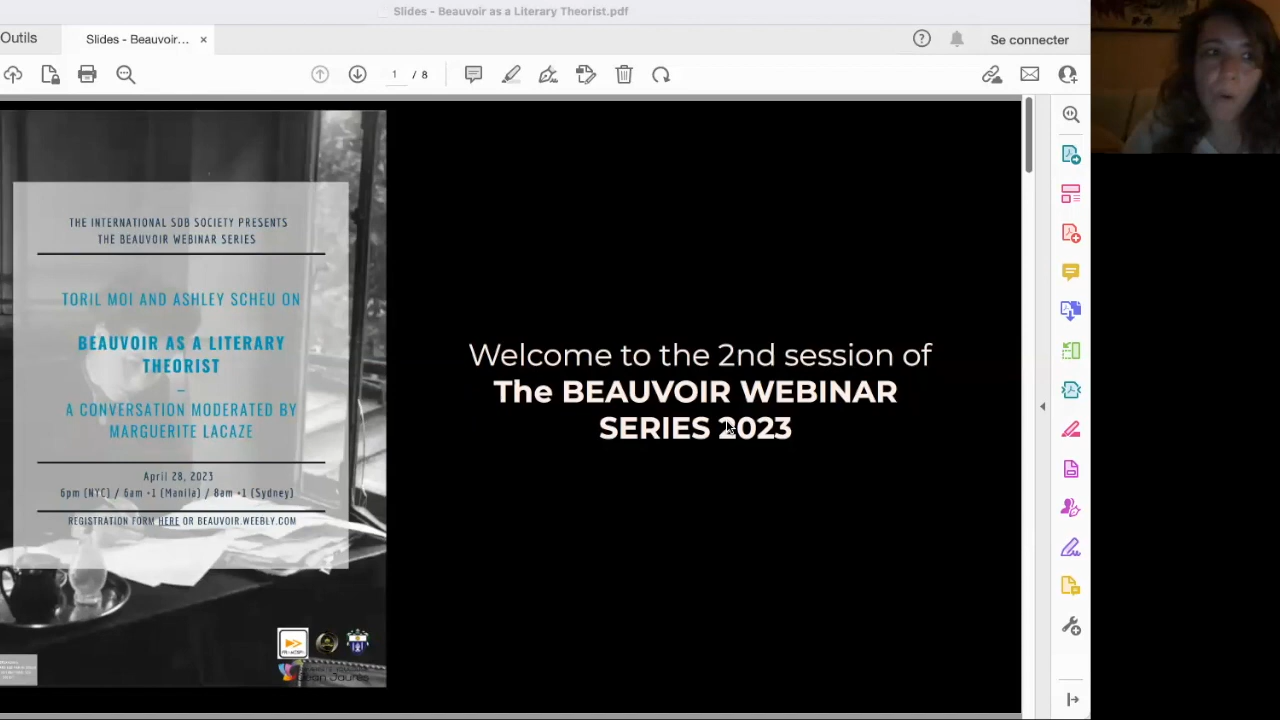 Slides - Beauvoir as a Literary Theorist.pdf
Outils
Slides - Beauvoir... ×
? Se connecter
1 / 8
THE INTERNATIONAL SDB SOCIETY PRESENTS
THE BEAUVOIR WEBINAR SERIES
TORIL MOI AND ASHLEY SCHEU ON
BEAUVOIR AS A LITERARY
THEORIST
–
A CONVERSATION MODERATED BY
MARGUERITE LACAZE
April 28, 2023
6pm (NYC) / 6am +1 (Manila) / 8am +1 (Sydney)
REGISTRATION FORM HERE OR BEAUVOIR.WEEBLY.COM
Jean Jaurès
Welcome to the 2nd session of
The BEAUVOIR WEBINAR
SERIES 2023